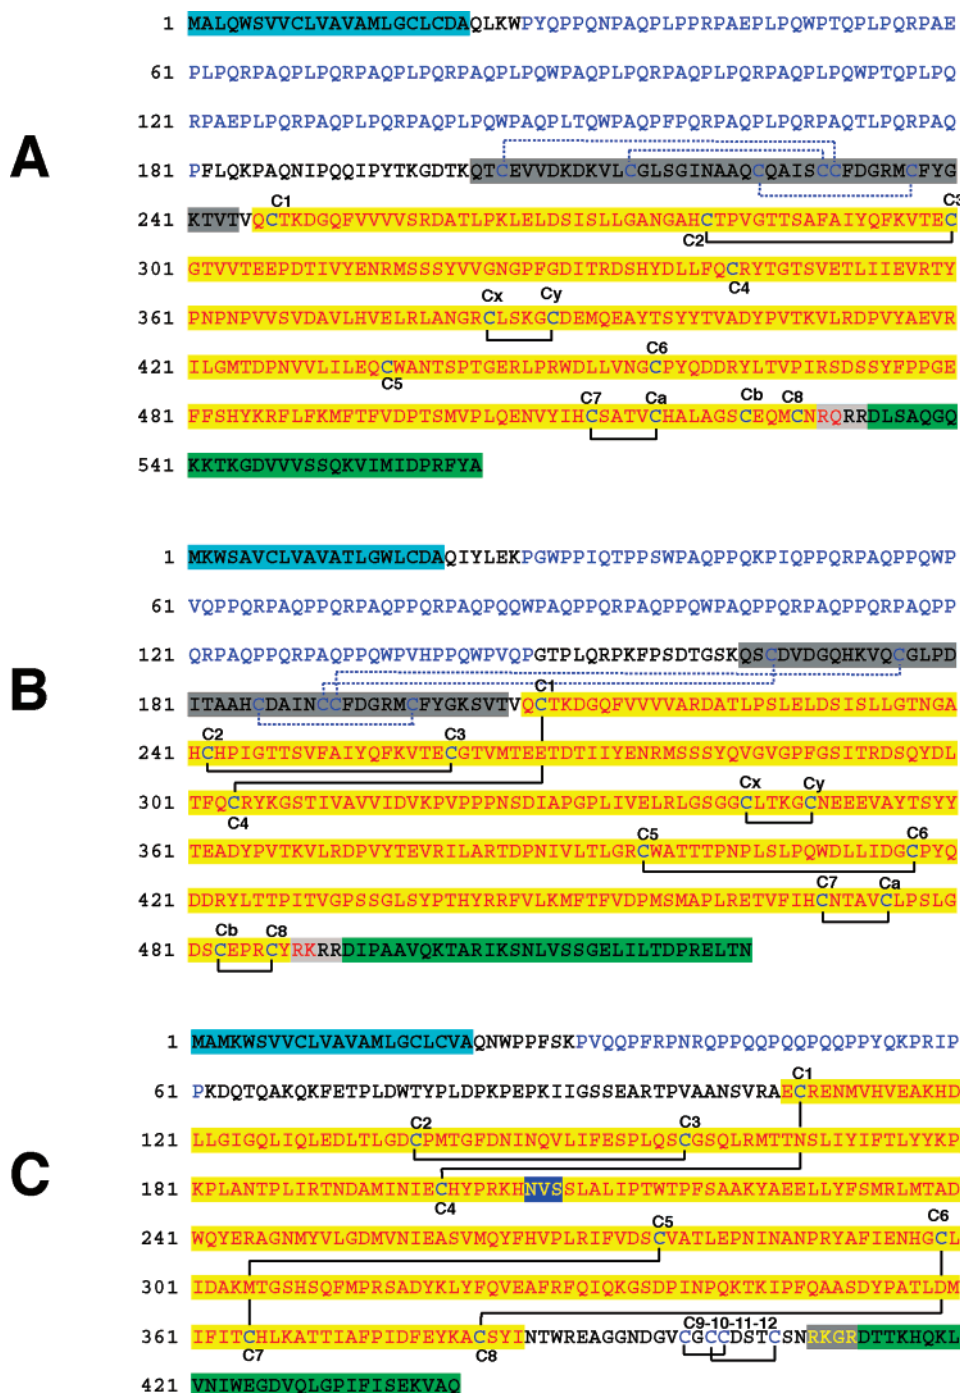 A
1 MALQWSVVCLVAVAMLGCLCDAQLKWPYQPPQNPAQPLPPRPAEPLPQWPTQPLPQRPAE
61 PLPQRPAQPLPQRPAQPLPQRPAQPLPQWPAQPLPQRPAQPLPQRPAQPLPQWPTQPLPQ
121 RPAEPLPQRPAQPLPQRPAQPLPQWPAQPLTQWPAQPFPQRPAQPLPQRPAQTLPQRPAQ
181 PFLQKPAQNIPQQIPYTKGDTKQTCEVVDKDKVLCGLSGINAAQCQAISCCFDGRMCFYG
C1 C3
241 KTVTVQCTKDGQFVVVVSRDATLPKLELDSISLLGANGAHCTPVGTTSAFAIYQFKVTEC
C2
301 GTVVTEEPDTIVYENRMSSSYVVGNGPFGDITRDSHYDLLFQCRYTGTSVETLIIEVRTY
C4
Cx Cy
361 PNPNPVVSVDAVLHVELRLANGRCLSKGCDEMQEAYTSYYTVADYPVTKVLRDPVYAEVR
C6
421 ILGMTDPNVVLILEQCWANTSPTGERLPRWDLLVNGCPYQDDRYLTVPIRSDSSYFPPGE
C5
C7 Ca Cb C8
481 FFSHYKRFLFKMFTFVDPTSMVPLQENVYIHCSATVCHALAGSCEQMCNRQRRDLSAQGQ
541 KKTKGDVVVSSQKVIMIDPRFYA
B
1 MKWSAVCLVAVATLGWLCDAQIYLEKPGWPPIQTPPSWPAQPPQKPIQPPQRPAQPPQWP
61 VQPPQRPAQPPQRPAQPPQRPAQPQQWPAQPPQRPAQPPQWPAQPPQRPAQPPQRPAQPP
121 QRPAQPPQRPAQPPQWPVHPPQWPVQPGTPLQRPKFPSDTGSKQSCDVDGQHKVQCGLPD
C1
181 ITAAHCDAINCCFDGRMCFYGKSVTVQCTKDGQFVVVVARDATLPSLELDSISLLGTNGA
C2 C3
241 HCHPIGTTSVFAIYQFKVTECGTVMTEETDTIIYENRMSSSYQVGVGPFGSITRDSQYDL
Cx Cy
301 TFQCRYKGSTIVAVVIDVKPVPPPNSDIAPGPLIVELRLGSGGCLTKGCNEEEVAYTSYY
C4
C5 C6
361 TEADYPVTKVLRDPVYTEVRILARTDPNIVLTLGRCWATTTPNPLSLPQWDLLIDGCPYQ
C7 Ca
421 DDRYLTTPITVGPSSGLSYPTHYRRFVLKMFTFVDPMSMAPLRETVFIHCNTAVCLPSLG
Cb C8
481 DSCEPRCYRKRRDIPAAVQKTARIKSNLVSSGELILTDPRELTN
C
1 MAMKWSVVCLVAVAMLGCLCVAQNWPPFSKPVQQPFRPNRQPPQQPQQPQQPPYQKPRIP
C1
61 PKDQTQAKQKFETPLDWTYPLDPKPEPKIIGSSEARTPVAANSVRAECRENMVHVEAKHD
C2 C3
121 LLGIGQLIQLEDLTLGDCPMTGFDNINQVLIFESPLQSCGSQLRMTTNSLIYIFTLYYKP
181 KPLANTPLIRTNDAMINIECHYPRKHNVSSLALIPTWTPFSAAKYAEELLYFSMRLMTAD
C4
C5 C6
241 WQYERAGNMYVLGDMVNIEASVMQYFHVPLRIFVDSCVATLEPNINANPRYAFIENHGCL
301 IDAKMTGSHSQFMPRSADYKLYFQVEAFRFQIQKGSDPINPQKTKIPFQAASDYPATLDM
C9-10-11-12
361 IFITCHLKATTIAFPIDFEYKACSYINTWREAGGNDGVCGCCDSTCSNRKGRDTTKHQKL
C7 C8
421 VNIWEGDVQLGPIFISEKVAQ